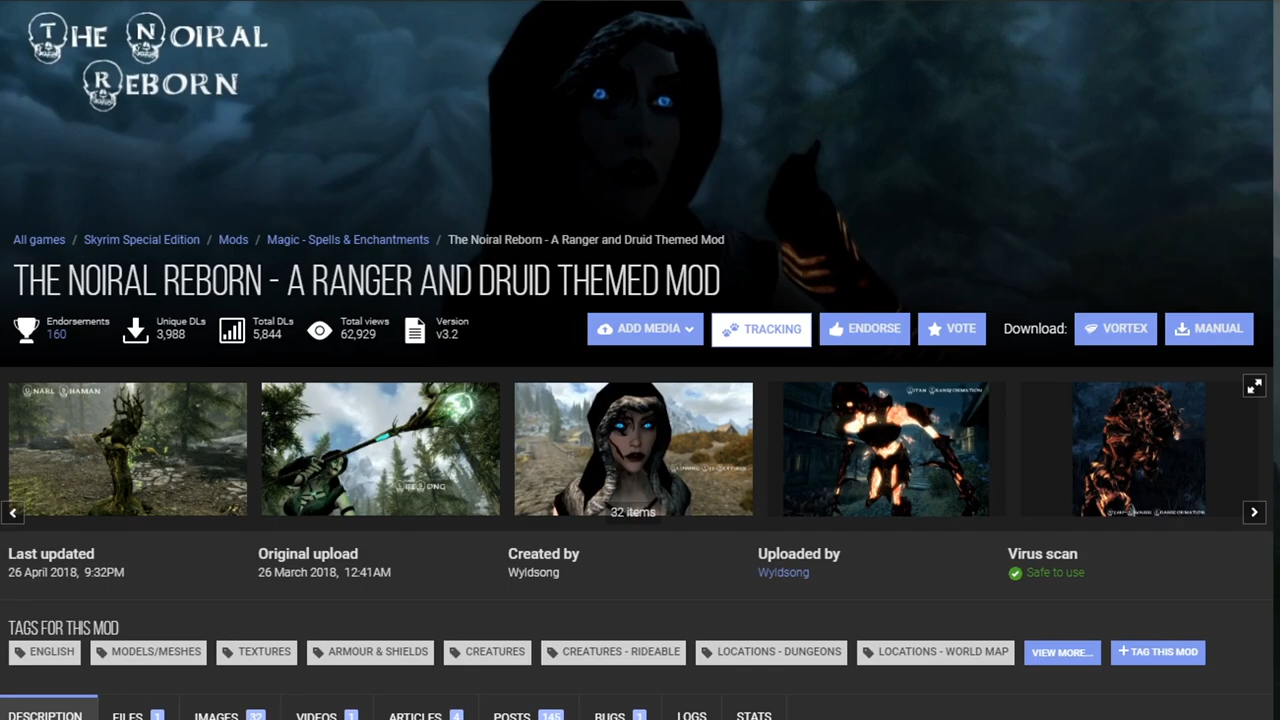 THE NOIRAL
REBORN
All games / Skyrim Special Edition / Mods / Magic - Spells & Enchantments / The Noiral Reborn - A Ranger and Druid Themed Mod
THE NOIRAL REBORN - A RANGER AND DRUID THEMED MOD
Endorsements
160
Unique DLs
3,988
Total DLs
5,844
Total views
62,929
Version
v3.2
ADD MEDIA TRACKING ENDORSE VOTE Download: VORTEX MANUAL
GNARL SHAMAN
LIFESONG
TITAN TRANSFORMATION
32 items
Last updated
26 April 2018, 9:32PM
Original upload
26 March 2018, 12:41AM
Created by
Wyldsong
Uploaded by
Wyldsong
Virus scan
Safe to use
TAGS FOR THIS MOD
ENGLISH MODELS/MESHES TEXTURES ARMOUR & SHIELDS CREATURES CREATURES - RIDEABLE LOCATIONS - DUNGEONS LOCATIONS - WORLD MAP VIEW MORE... + TAG THIS MOD
DESCRIPTION FILES 1 IMAGES 32 VIDEOS 1 ARTICLES 4 POSTS 145 BUGS 1 LOGS STATS